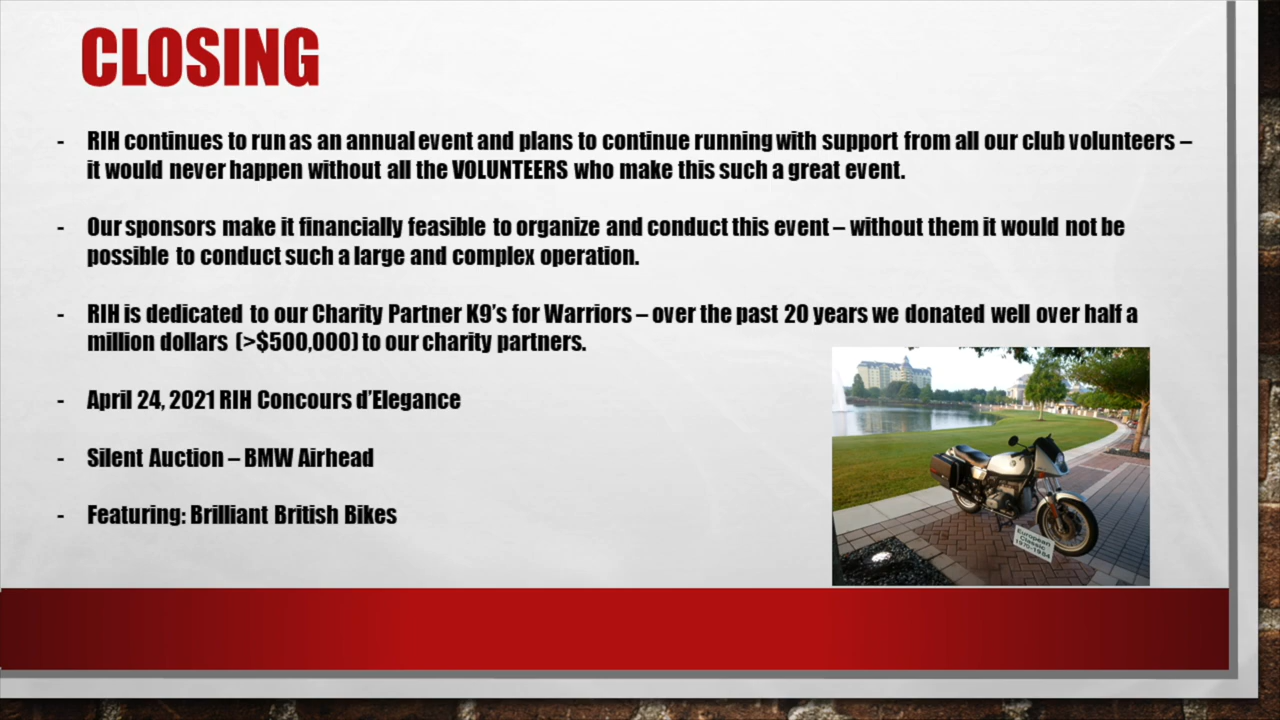 CLOSING
- RIH continues to run as an annual event and plans to continue running with support from all our club volunteers –
it would never happen without all the VOLUNTEERS who make this such a great event.
- Our sponsors make it financially feasible to organize and conduct this event – without them it would not be
possible to conduct such a large and complex operation.
- RIH is dedicated to our Charity Partner K9's for Warriors – over the past 20 years we donated well over half a
million dollars (>$500,000) to our charity partners.
- April 24, 2021 RIH Concours d'Elegance
- Silent Auction – BMW Airhead
- Featuring: Brilliant British Bikes
European
Classic
1970-1984